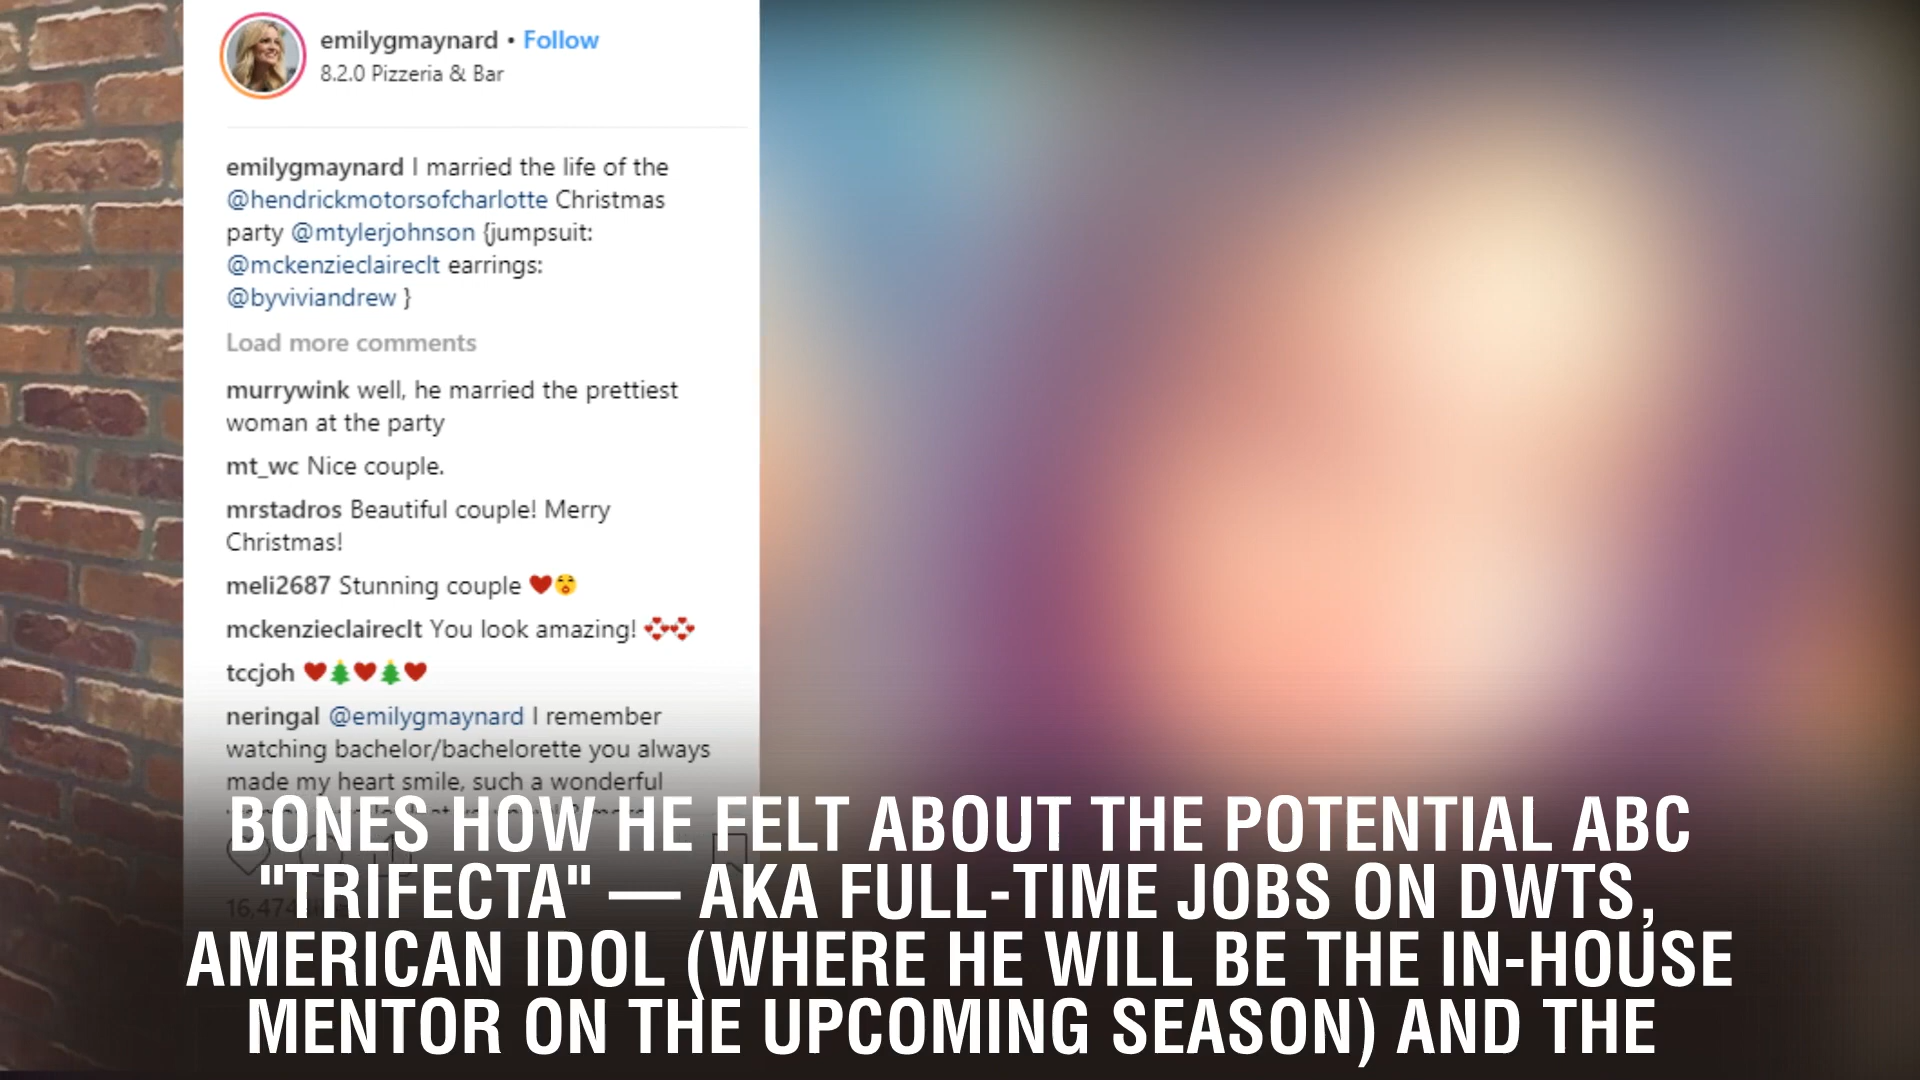 emilygmaynard • Follow
8.2.0 Pizzeria & Bar
emilygmaynard I married the life of the
@hendrickmotorsofcharlotte Christmas
party @mtylerjohnson {jumpsuit:
@mckenzieclaireclt earrings:
@byviviandrew }
Load more comments
murrywink well, he married the prettiest
woman at the party
mt_wc Nice couple.
mrstadros Beautiful couple! Merry
Christmas!
meli2687 Stunning couple ❤️😲
mckenzieclaireclt You look amazing! 💞💞
tccjoh ❤️🎄❤️🎄❤️
neringal @emilygmaynard I remember
watching bachelor/bachelorette you always
made my heart smile, such a wonderful
16,474
BONES HOW HE FELT ABOUT THE POTENTIAL ABC
"TRIFECTA" — AKA FULL-TIME JOBS ON DWTS,
AMERICAN IDOL (WHERE HE WILL BE THE IN-HOUSE
MENTOR ON THE UPCOMING SEASON) AND THE